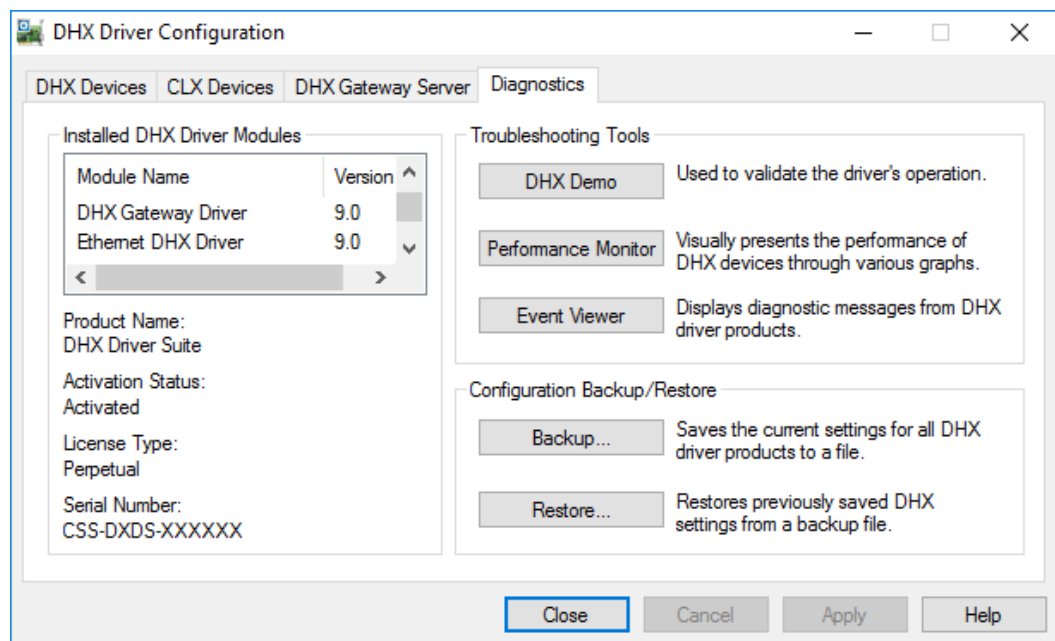 DHX Driver Configuration
DHX Devices CLX Devices DHX Gateway Server Diagnostics
Installed DHX Driver Modules
Module Name Version
DHX Gateway Driver 9.0
Ethernet DHX Driver 9.0
Product Name:
DHX Driver Suite
Activation Status:
Activated
License Type:
Perpetual
Serial Number:
CSS-DXDS-XXXXXX
Troubleshooting Tools
DHX Demo
Used to validate the driver's operation.
Performance Monitor
Visually presents the performance of
DHX devices through various graphs.
Event Viewer
Displays diagnostic messages from DHX
driver products.
Configuration Backup/Restore
Backup...
Saves the current settings for all DHX
driver products to a file.
Restore...
Restores previously saved DHX
settings from a backup file.
Close Cancel Apply Help